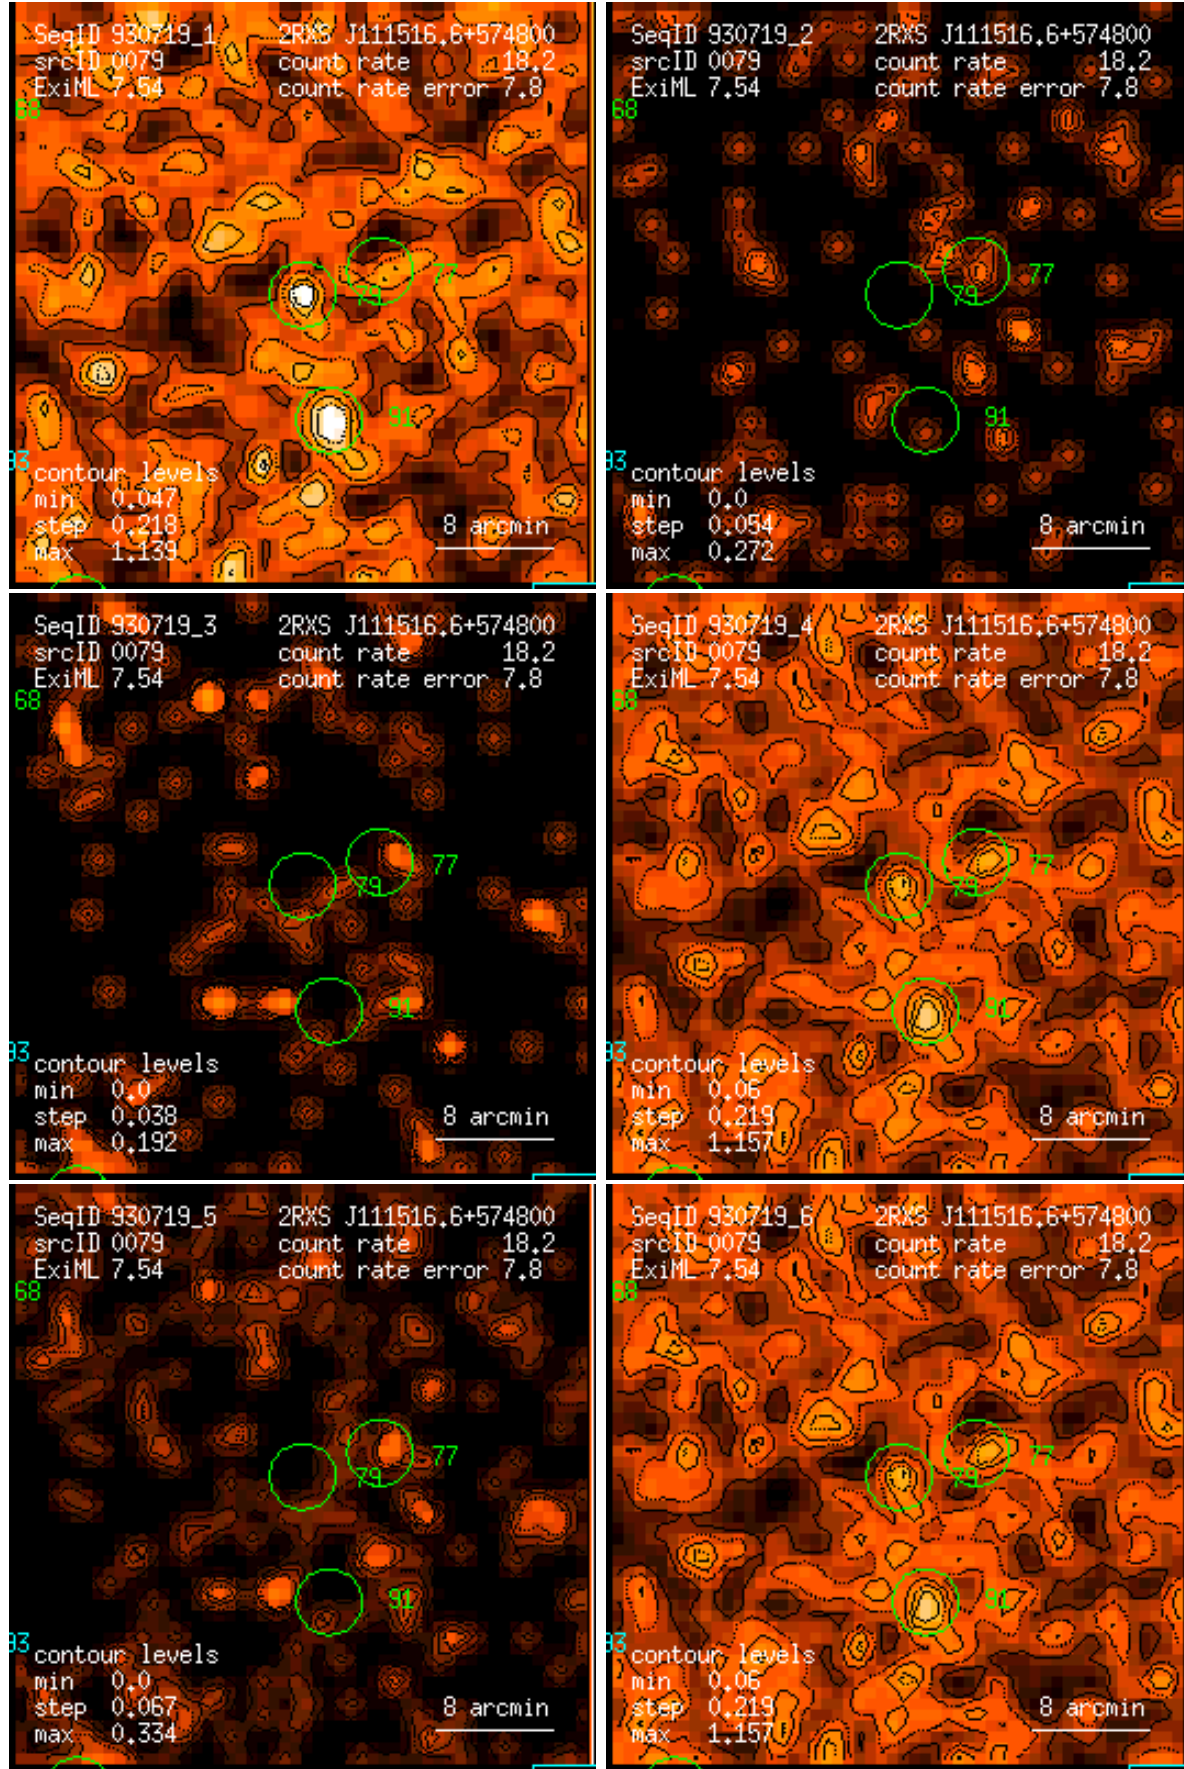 SeqID 930719_1 2RXS J111516.6+574800
srcID 0079 count rate 18.2
ExiML 7.54 count rate error 7.8
68
77
79
91
93
contour levels
min 0.047
step 0.218
max 1.139
8 arcmin
SeqID 930719_2 2RXS J111516.6+574800
srcID 0079 count rate 18.2
ExiML 7.54 count rate error 7.8
68
77
79
91
93
contour levels
min 0.0
step 0.054
max 0.272
8 arcmin
SeqID 930719_3 2RXS J111516.6+574800
srcID 0079 count rate 18.2
ExiML 7.54 count rate error 7.8
68
77
79
91
93
contour levels
min 0.0
step 0.038
max 0.192
8 arcmin
SeqID 930719_4 2RXS J111516.6+574800
srcID 0079 count rate 18.2
ExiML 7.54 count rate error 7.8
68
77
79
91
93
contour levels
min 0.06
step 0.219
max 1.157
8 arcmin
SeqID 930719_5 2RXS J111516.6+574800
srcID 0079 count rate 18.2
ExiML 7.54 count rate error 7.8
68
77
79
91
93
contour levels
min 0.0
step 0.067
max 0.334
8 arcmin
SeqID 930719_6 2RXS J111516.6+574800
srcID 0079 count rate 18.2
ExiML 7.54 count rate error 7.8
68
77
79
91
93
contour levels
min 0.06
step 0.219
max 1.157
8 arcmin